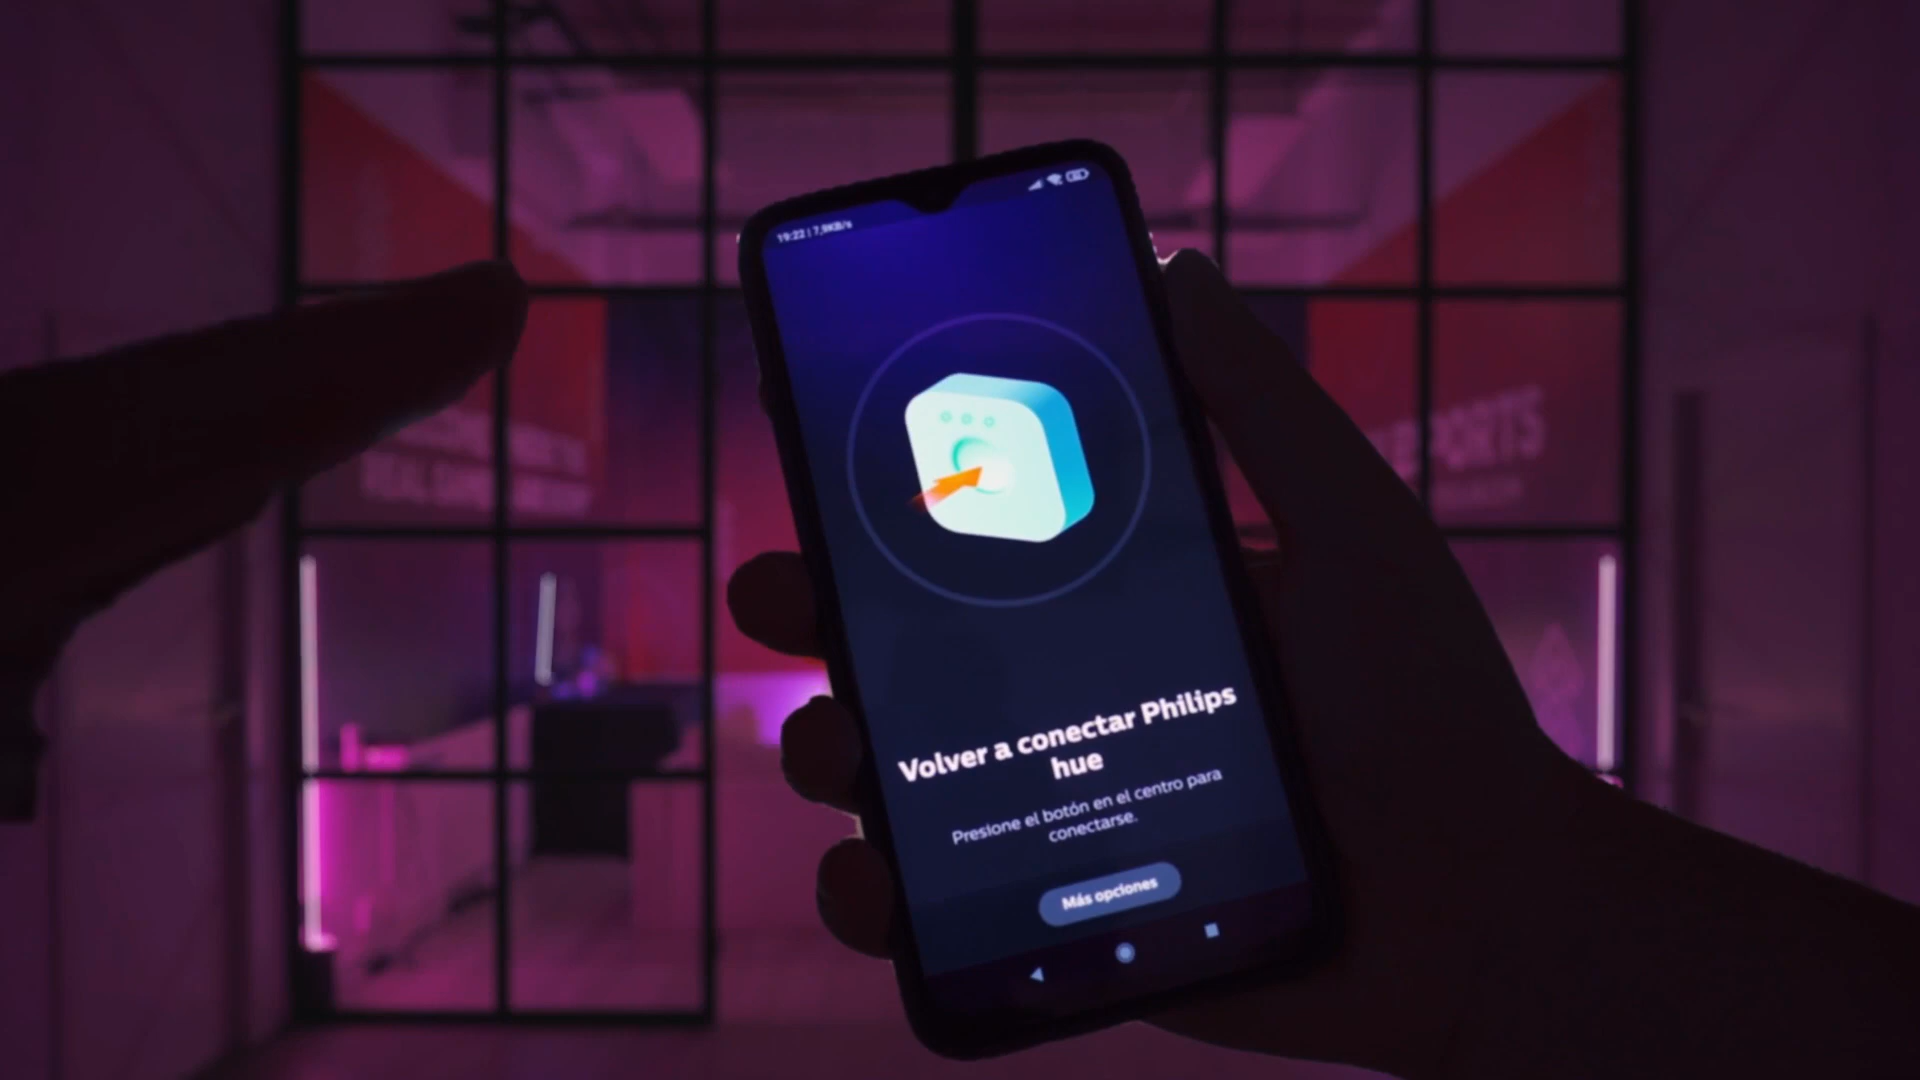 19:22 | 7,9KB/s
Volver a conectar Philips
hue
Presione el botón en el centro para
conectarse.
Más opciones